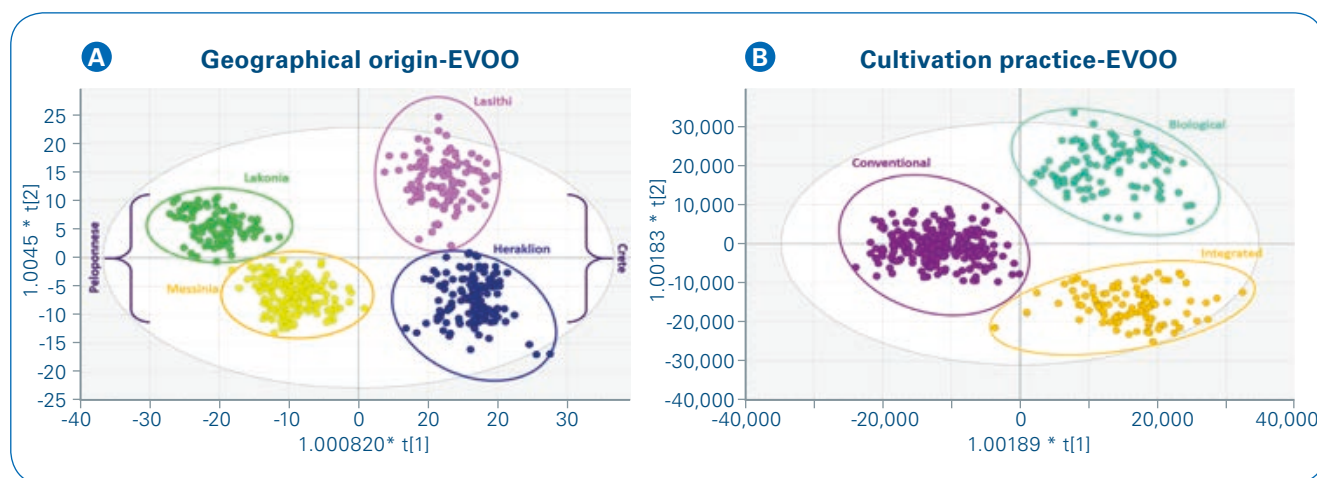 A
Geographical origin-EVOO
1.0045 * t[2]
25
20
15
10
5
0
-5
-10
-15
-20
-25
Peloponnese
Lakonia
Messinia
Lasithi
Heraklion
Crete
-40
-30
20
-10
0
20
20
30
1.000820* t[1]
B
Cultivation practice-EVOO
1.00183 * t[2]
30,000
20,000
10,000
0
-10,000
-20,000
-30,000
-40,000
Conventional
Biological
Integrated
-40,000
-20,000
0
20,000
40,000
1.00189 * t[1]